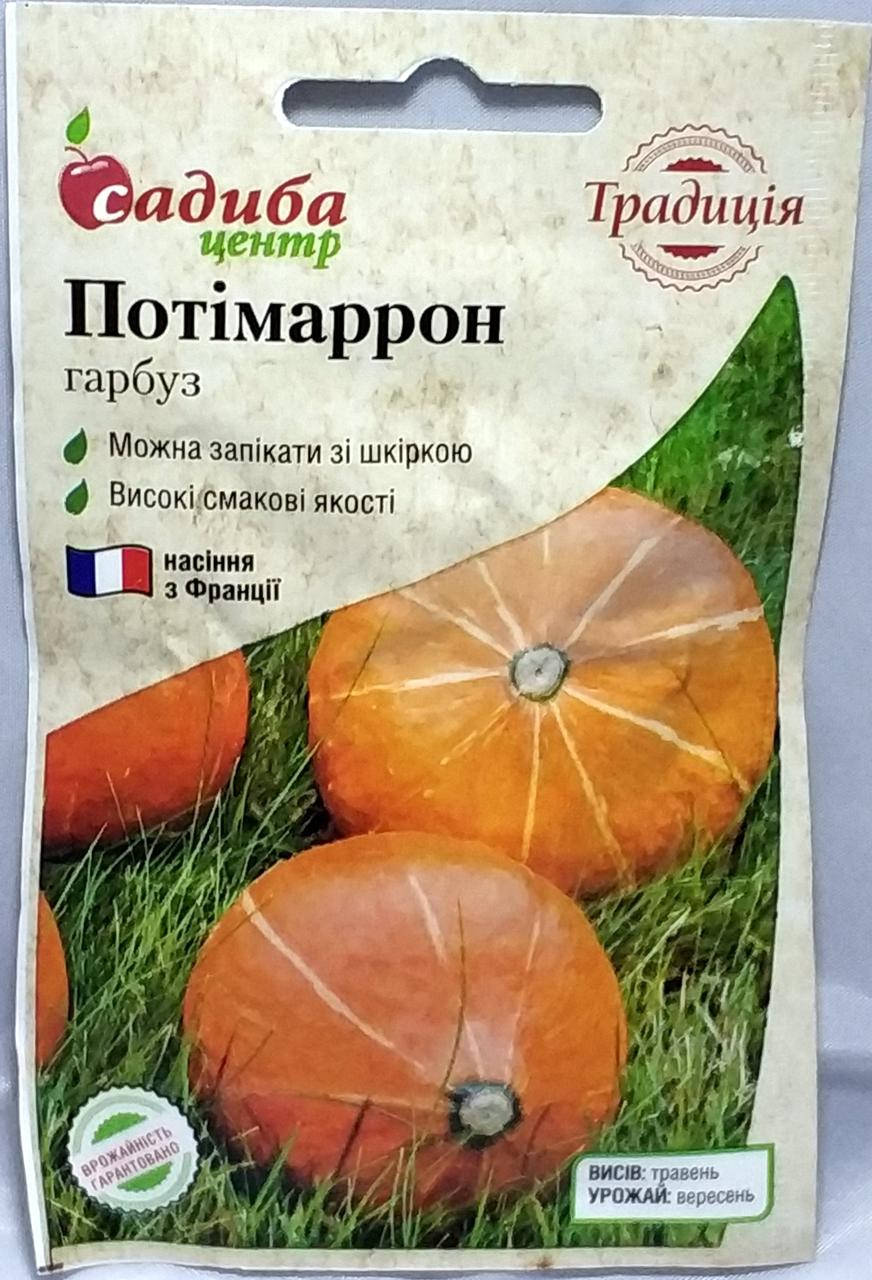 садиба
центр
Традиція
Потімаррон
гарбуз
Можна запікати зі шкіркою
Високі смакові якості
насіння
з Франції
ВРОЖАЙНІСТЬ
ГАРАНТОВАНО
ВИСІВ: травень
УРОЖАЙ: вересень